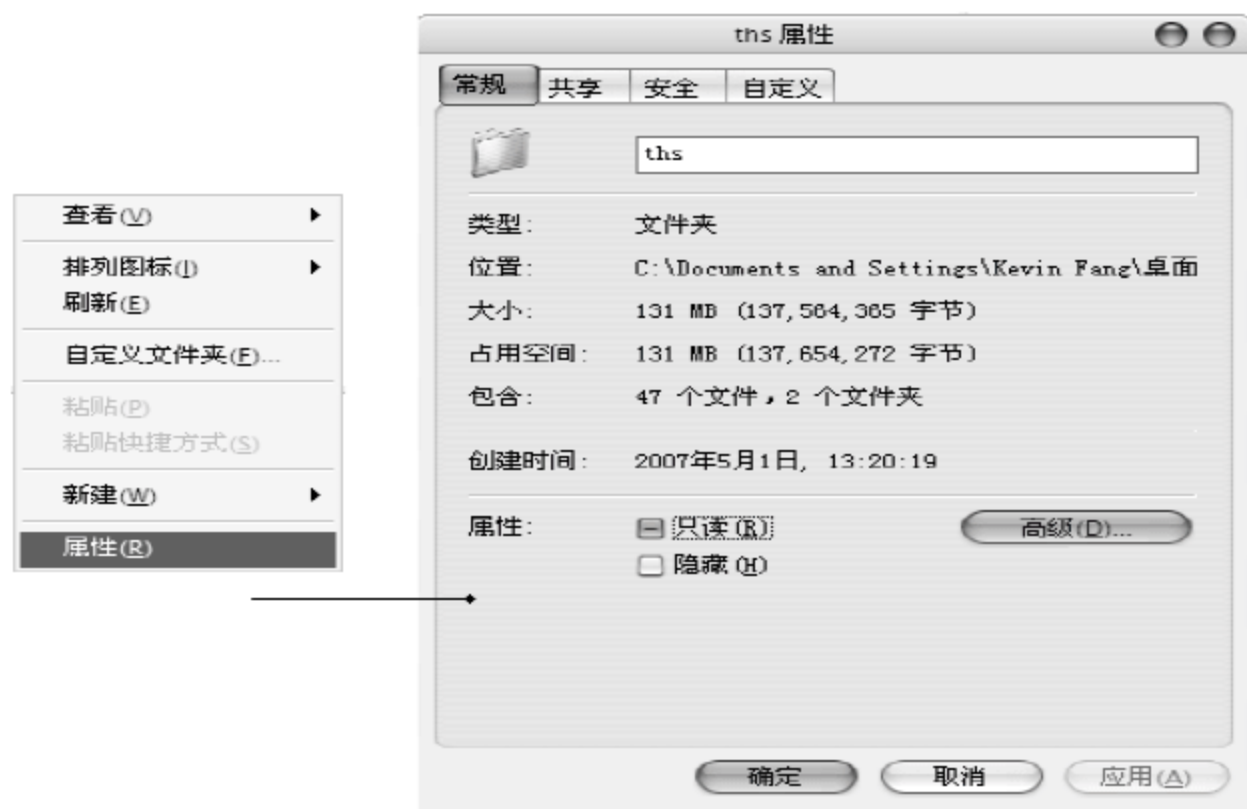 查看(V)
排列图标(I)
刷新(E)
自定义文件夹(F)...
粘贴(P)
粘贴快捷方式(S)
新建(W)
属性(R)
ths 属性
常规 共享 安全 自定义
ths
类型: 文件夹
位置: C:\Documents and Settings\Kevin Fang\桌面
大小: 131 MB (137,564,365 字节)
占用空间: 131 MB (137,654,272 字节)
包含: 47 个文件，2 个文件夹
创建时间: 2007年5月1日, 13:20:19
属性: 只读(R) 高级(D)...
隐藏(H)
确定 取消 应用(A)